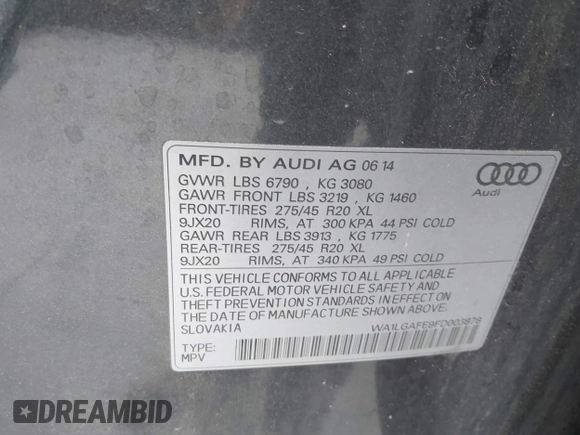 MFD. BY AUDI AG 06 14
GVWR LBS 6790 , KG 3080
GAWR FRONT LBS 3219 , KG 1460
FRONT-TIRES 275/45 R20 XL
9JX20 RIMS, AT 300 KPA 44 PSI COLD
GAWR REAR LBS 3913 , KG 1775
REAR-TIRES 275/45 R20 XL
9JX20 RIMS, AT 340 KPA 49 PSI COLD
Audi
THIS VEHICLE CONFORMS TO ALL APPLICABLE
U.S. FEDERAL MOTOR VEHICLE SAFETY AND
THEFT PREVENTION STANDARDS IN EFFECT ON
THE DATE OF MANUFACTURE SHOWN ABOVE.
SLOVAKIA
WA1LGAFE9FD003878
TYPE:
MPV
DREAMBID